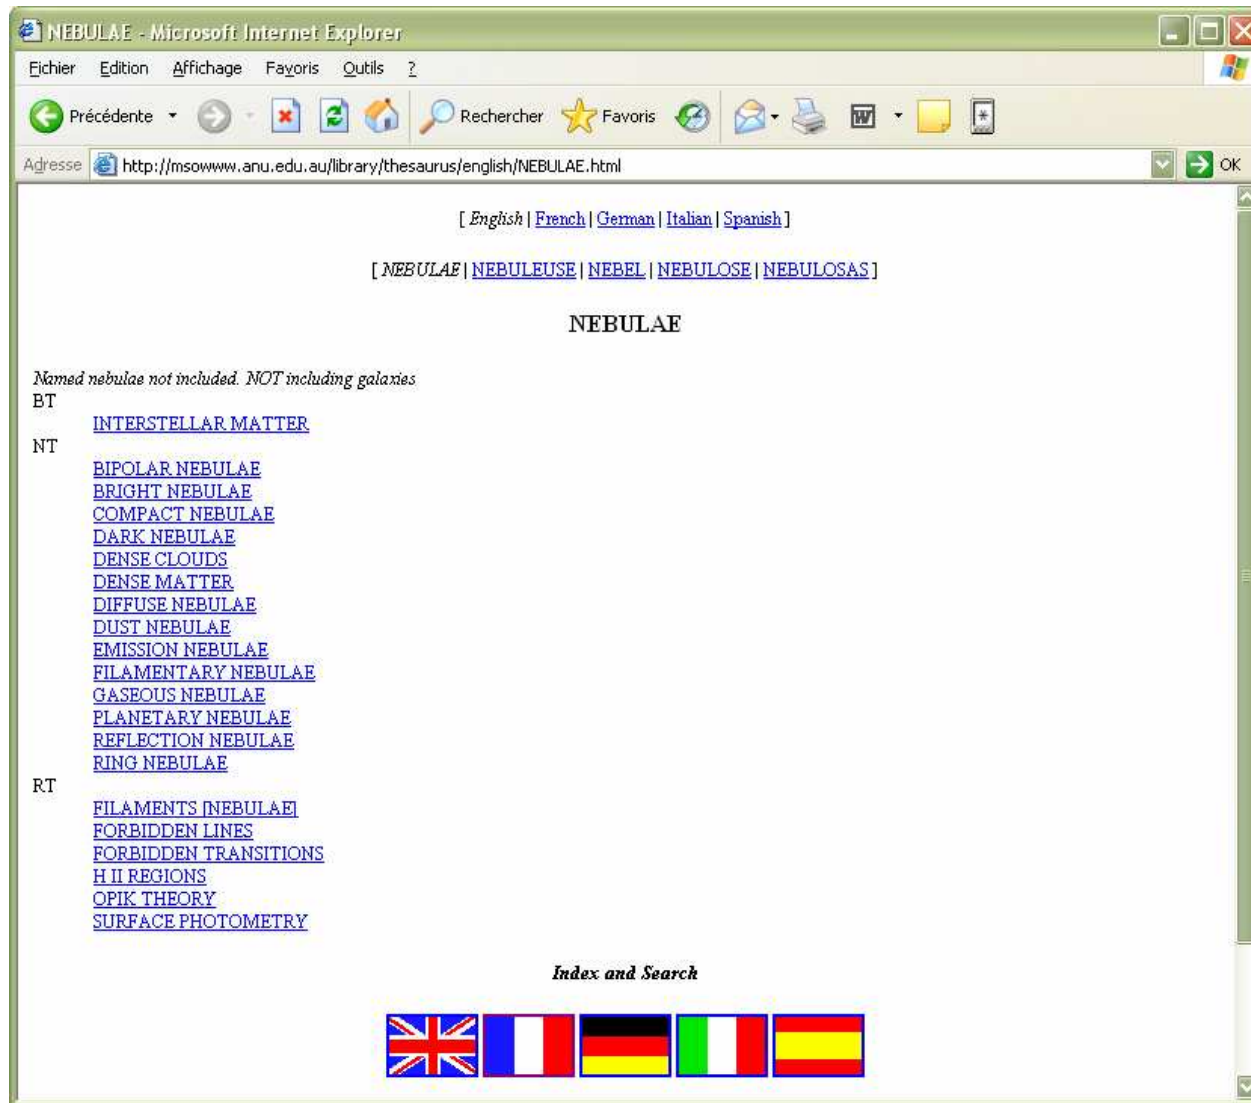 NEBULAE - Microsoft Internet Explorer
Fichier Edition Affichage Favoris Outils ?
Précédente Rechercher Favoris W *
Adresse http://msowww.anu.edu.au/library/thesaurus/english/NEBULAE.html OK
[ English | French | German | Italian | Spanish ]
[ NEBULAE | NEBULEUSE | NEBEL | NEBULOSE | NEBULOSAS ]
NEBULAE
Named nebulae not included. NOT including galaxies
BT
INTERSTELLAR MATTER
NT
BIPOLAR NEBULAE
BRIGHT NEBULAE
COMPACT NEBULAE
DARK NEBULAE
DENSE CLOUDS
DENSE MATTER
DIFFUSE NEBULAE
DUST NEBULAE
EMISSION NEBULAE
FILAMENTARY NEBULAE
GASEOUS NEBULAE
PLANETARY NEBULAE
REFLECTION NEBULAE
RING NEBULAE
RT
FILAMENTS [NEBULAE]
FORBIDDEN LINES
FORBIDDEN TRANSITIONS
H II REGIONS
OPIK THEORY
SURFACE PHOTOMETRY
Index and Search